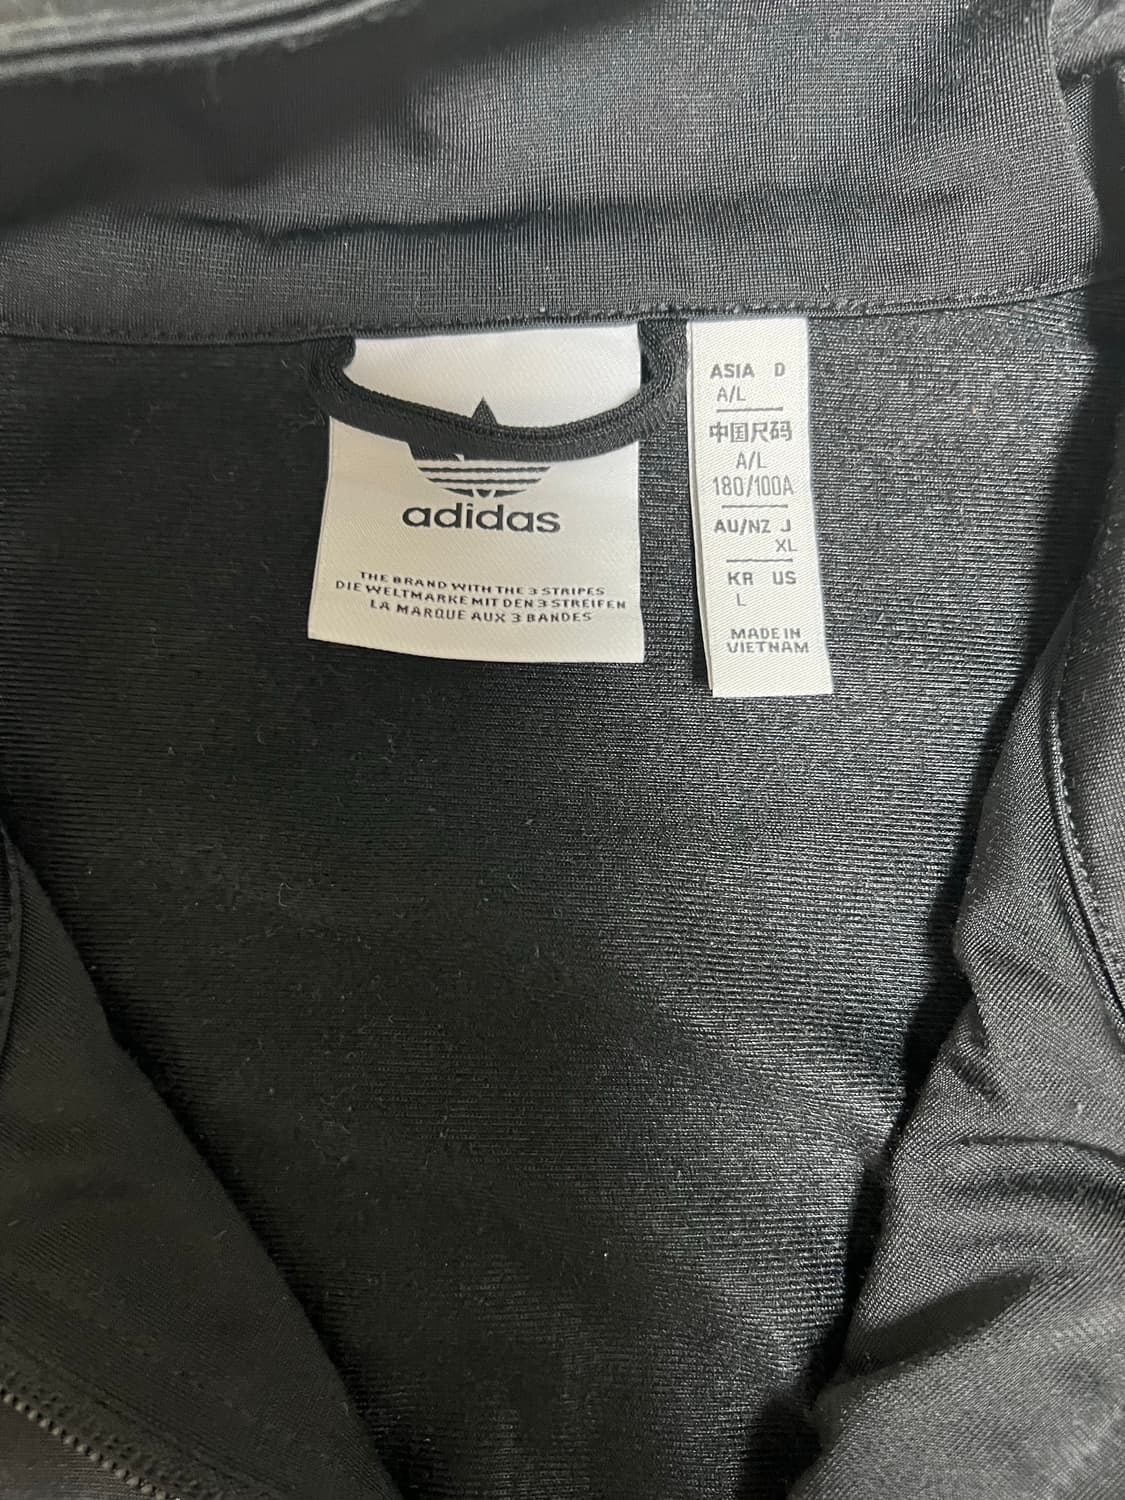 adidas
THE BRAND WITH THE 3 STRIPES
DIE WELTMARKE MIT DEN 3 STREIFEN
LA MARQUE AUX 3 BANDES
ASIA D
A/L
中国尺码
A/L
180/100A
AU/NZ J
XL
KR US
L
MADE IN
VIETNAM